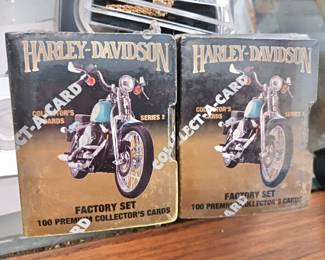 HARLEY-DAVIDSON
COLLECTOR'S
CARDS
SERIES 2
COLLECT-A-CARD
FACTORY SET
100 PREMIUM COLLECTOR'S CARDS
HARLEY-DAVIDSON
COLLECTOR'S
CARDS
SERIES
COLLECT-A-CARD
FACTORY SET
100 PREMIUM COLLECTOR'S CARDS